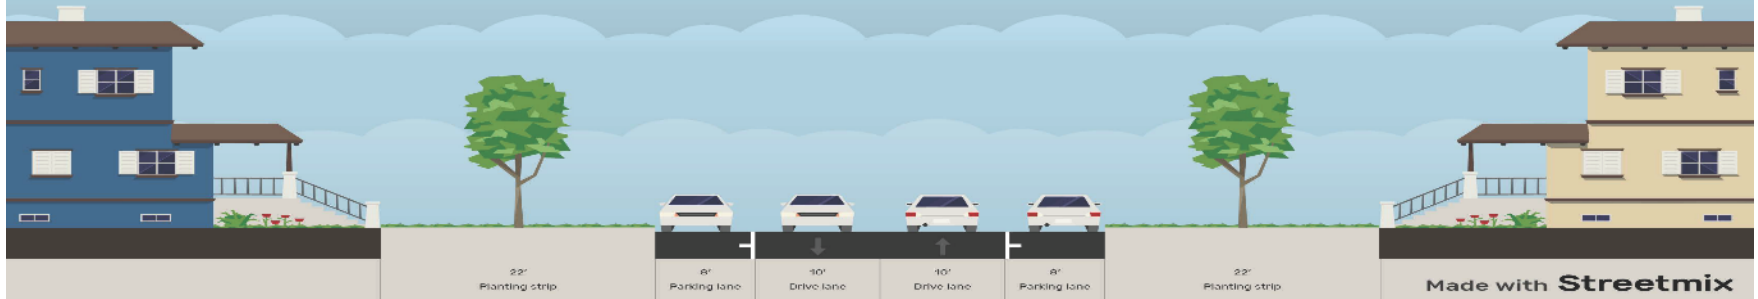 22'
Planting strip
8'
Parking lane
10'
Drive lane
10'
Drive lane
8'
Parking lane
22'
Planting strip
Made with Streetmix